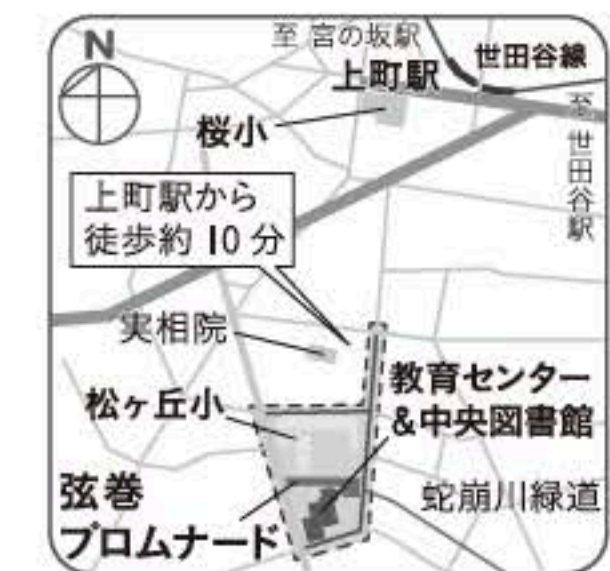 N
至 宮の坂駅
世田谷線
上町駅
至 世田谷駅
桜小
上町駅から
徒歩約10分
実相院
教育センター
&中央図書館
松ヶ丘小
弦巻
プロムナード
蛇崩川緑道